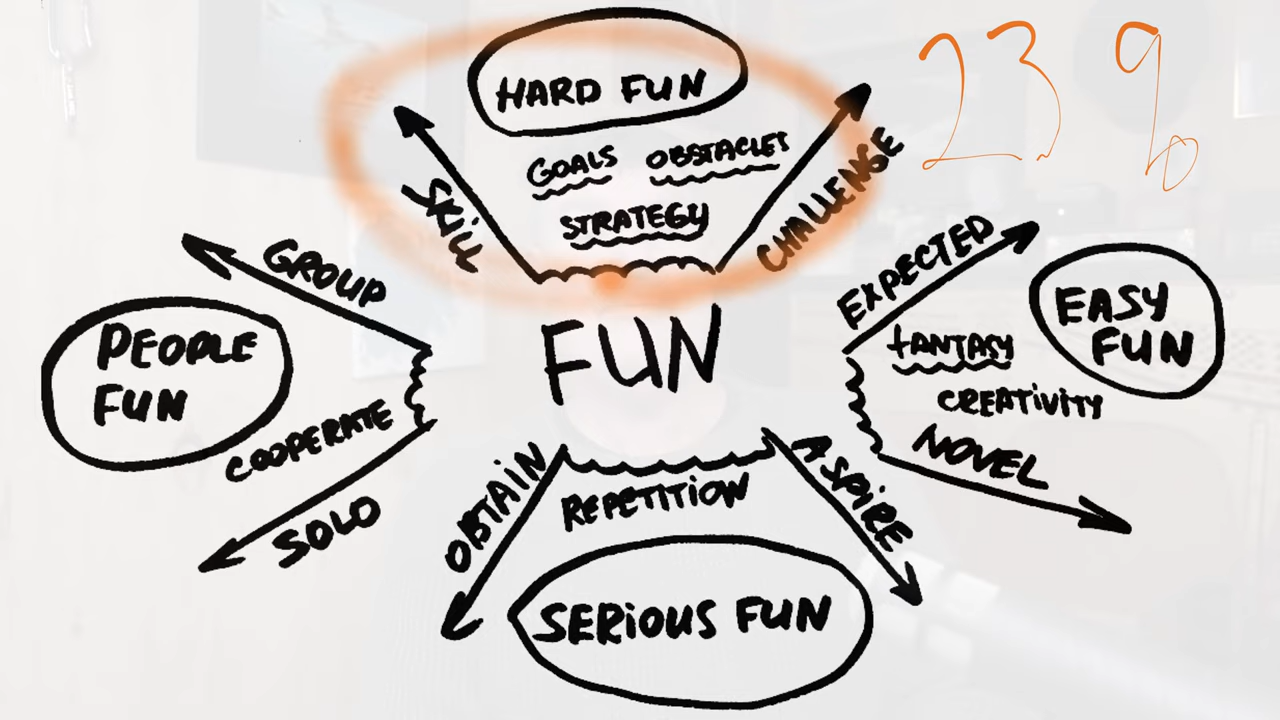 HARD FUN
GOALS OBSTACLES
STRATEGY
SKILL
CHALLENGE
23 %
GROUP
PEOPLE
FUN
COOPERATE
SOLO
FUN
EXPECTED
EASY
FUN
FANTASY
CREATIVITY
NOVEL
OBTAIN
REPETITION
ASPIRE
SERIOUS FUN